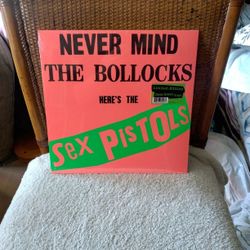 NEVER MIND
THE BOLLOCKS
HERE'S THE
Sex PisTOLS